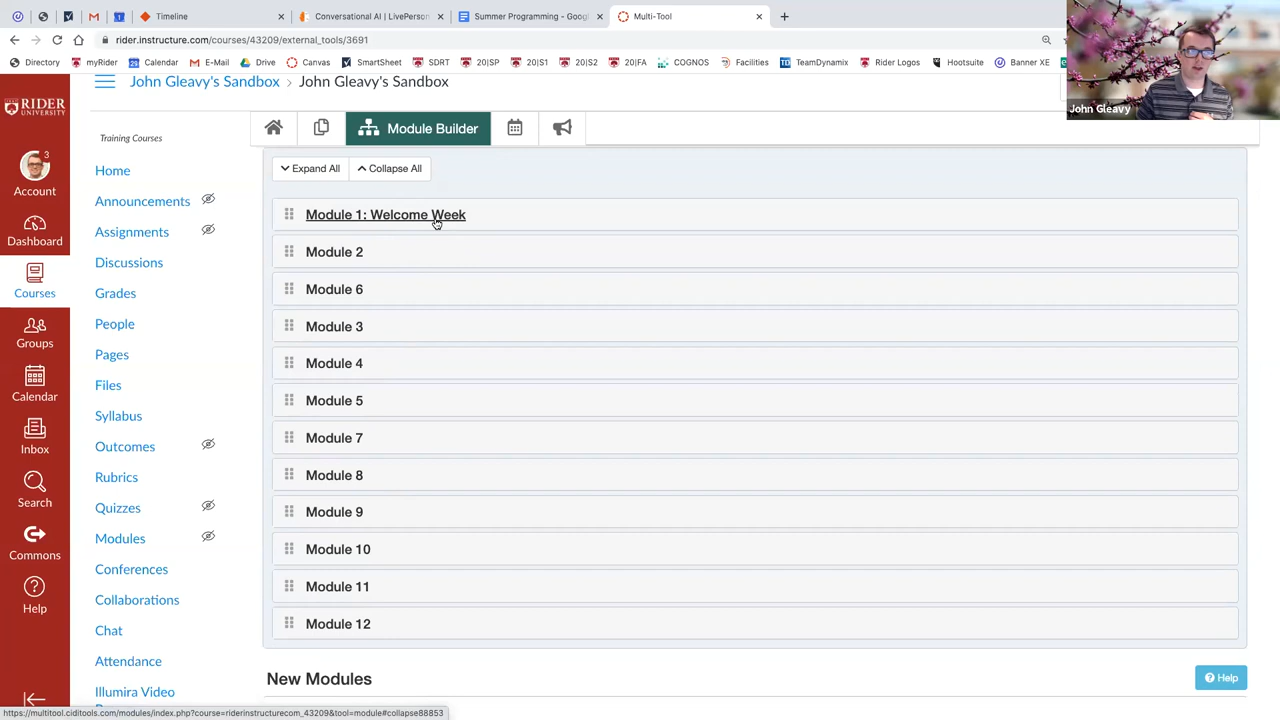 Timeline
Conversational AI | LivePerson
Summer Programming - Goog
Multi-Tool
rider.instructure.com/courses/43209/external_tools/3691
Directory
myRider
Calendar
E-Mail
Drive
Canvas
SmartSheet
SDRT
20|SP
20|S1
20|S2
20|FA
COGNOS
Facilities
TeamDynamix
Rider Logos
Hootsuite
Banner XE
John Gleavy
RIDER
UNIVERSITY
3
Account
Dashboard
Courses
Groups
Calendar
Inbox
Search
Commons
Help
John Gleavy's Sandbox > John Gleavy's Sandbox
Training Courses
Home
Announcements
Assignments
Discussions
Grades
People
Pages
Files
Syllabus
Outcomes
Rubrics
Quizzes
Modules
Conferences
Collaborations
Chat
Attendance
Illumira Video
Module Builder
Expand All
Collapse All
Module 1: Welcome Week
Module 2
Module 6
Module 3
Module 4
Module 5
Module 7
Module 8
Module 9
Module 10
Module 11
Module 12
New Modules
Help
https://multitool.ciditools.com/modules/index.php?course=riderinstructurecom_43209&tool=module#collapse88853